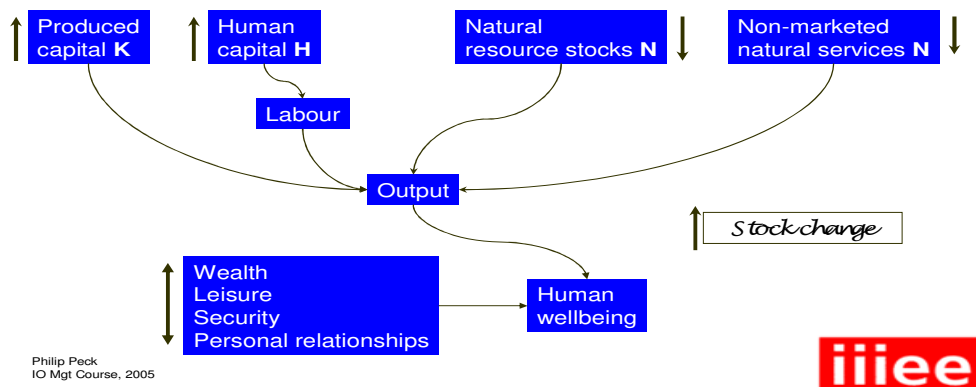 Produced
capital K
Human
capital H
Natural
resource stocks N
Non-marketed
natural services N
Labour
Output
Stock change
Wealth
Leisure
Security
Personal relationships
Human
wellbeing
Philip Peck
IO Mgt Course, 2005
iiiee